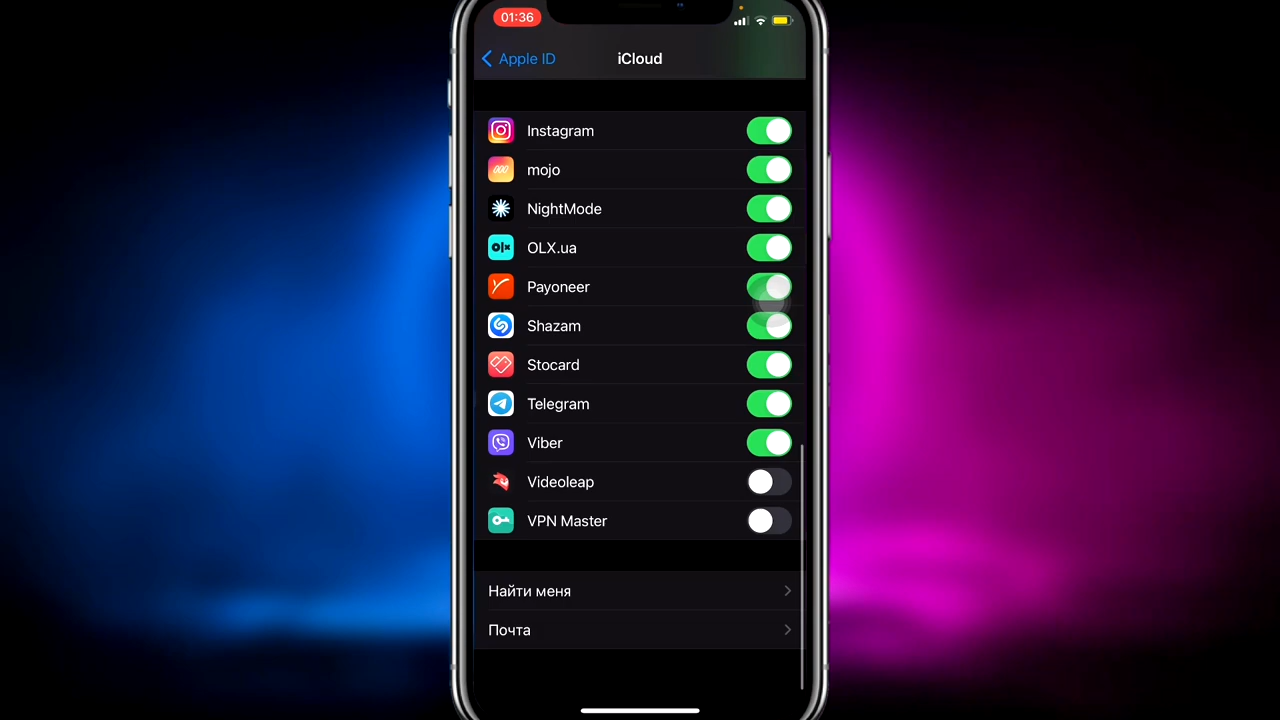 01:36
Apple ID
iCloud
Instagram
mojo
NightMode
OLX.ua
Payoneer
Shazam
Stocard
Telegram
Viber
Videoleap
VPN Master
Найти меня
Почта